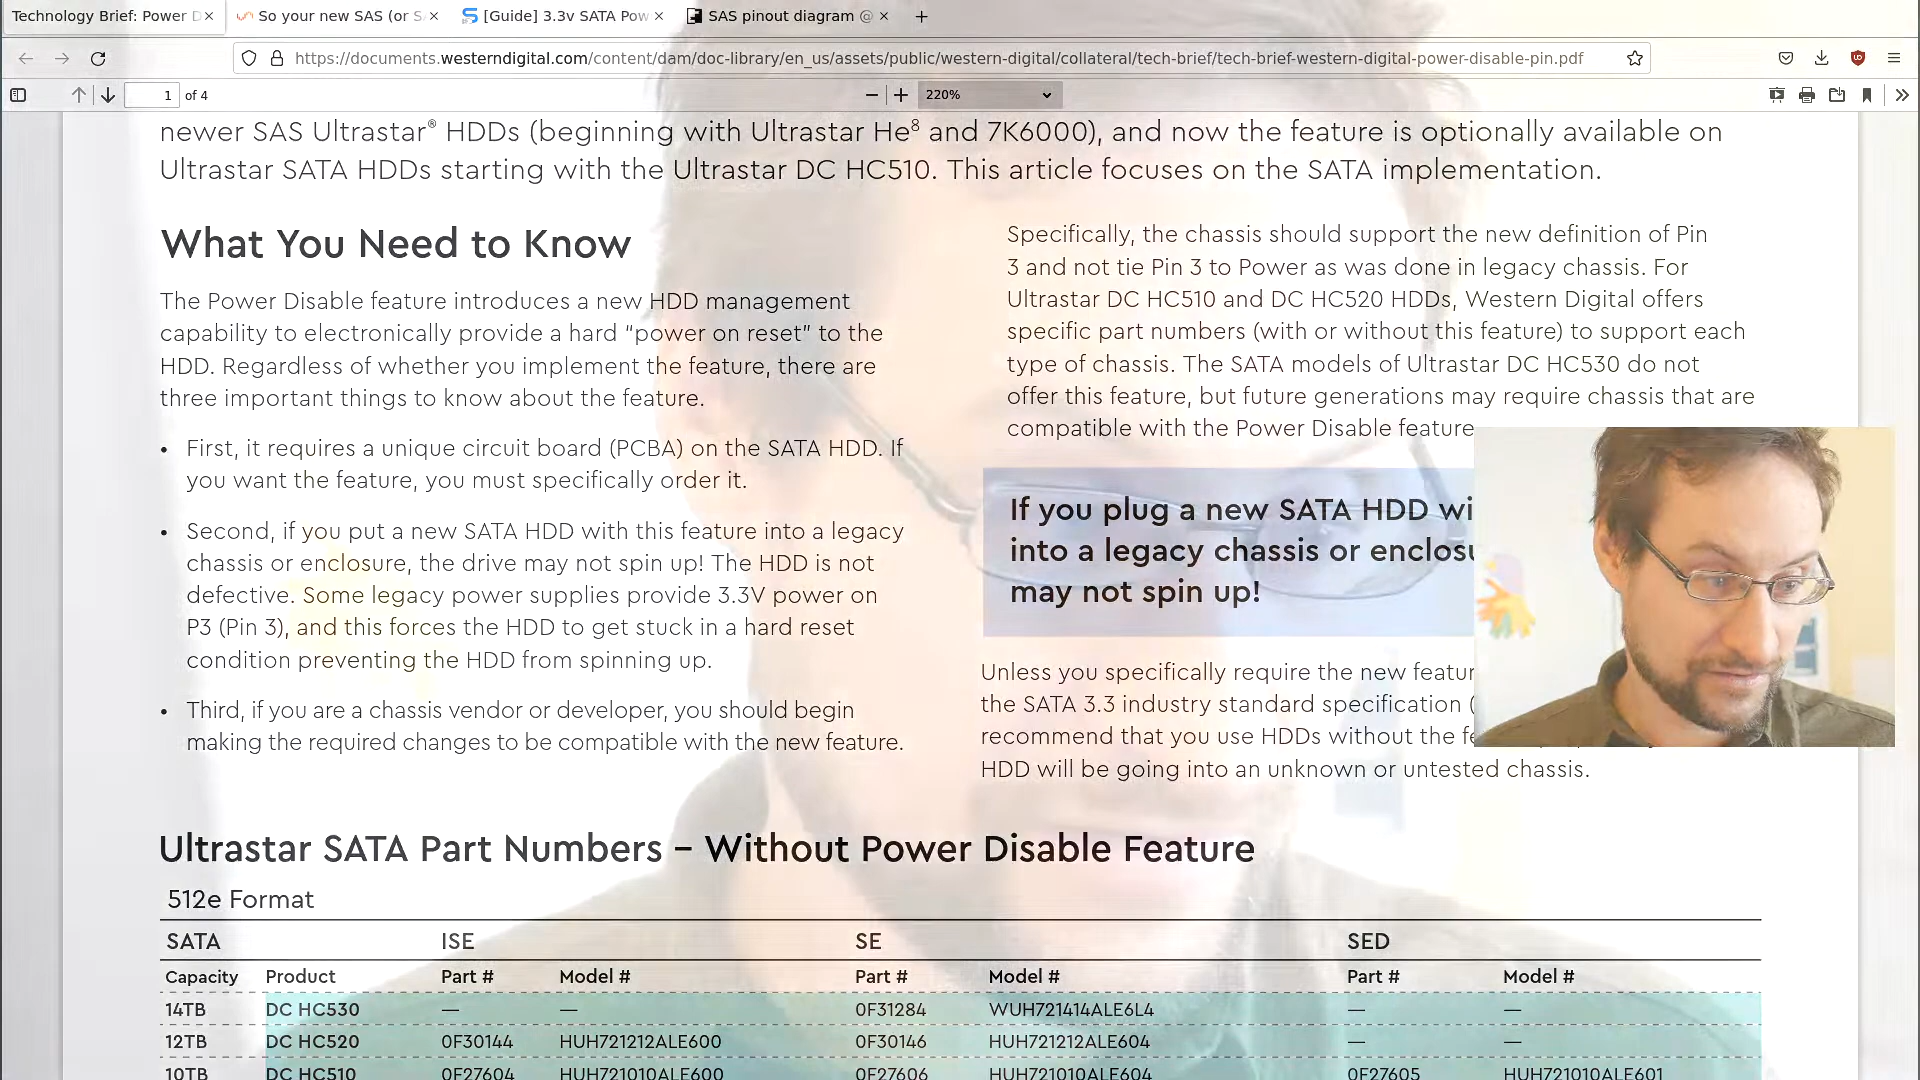 Technology Brief: Power D
So your new SAS (or S
[Guide] 3.3v SATA Pow
SAS pinout diagram @
https://documents.westerndigital.com/content/dam/doc-library/en_us/assets/public/western-digital/collateral/tech-brief/tech-brief-western-digital-power-disable-pin.pdf
1 of 4
220%
newer SAS Ultrastar® HDDs (beginning with Ultrastar He⁸ and 7K6000), and now the feature is optionally available on
Ultrastar SATA HDDs starting with the Ultrastar DC HC510. This article focuses on the SATA implementation.
What You Need to Know
The Power Disable feature introduces a new HDD management
capability to electronically provide a hard “power on reset” to the
HDD. Regardless of whether you implement the feature, there are
three important things to know about the feature.
• First, it requires a unique circuit board (PCBA) on the SATA HDD. If
you want the feature, you must specifically order it.
• Second, if you put a new SATA HDD with this feature into a legacy
chassis or enclosure, the drive may not spin up! The HDD is not
defective. Some legacy power supplies provide 3.3V power on
P3 (Pin 3), and this forces the HDD to get stuck in a hard reset
condition preventing the HDD from spinning up.
• Third, if you are a chassis vendor or developer, you should begin
making the required changes to be compatible with the new feature.
Specifically, the chassis should support the new definition of Pin
3 and not tie Pin 3 to Power as was done in legacy chassis. For
Ultrastar DC HC510 and DC HC520 HDDs, Western Digital offers
specific part numbers (with or without this feature) to support each
type of chassis. The SATA models of Ultrastar DC HC530 do not
offer this feature, but future generations may require chassis that are
compatible with the Power Disable feature
If you plug a new SATA HDD wi
into a legacy chassis or enclosu
may not spin up!
Unless you specifically require the new featur
the SATA 3.3 industry standard specification (
recommend that you use HDDs without the fe
HDD will be going into an unknown or untested chassis.
Ultrastar SATA Part Numbers – Without Power Disable Feature
512e Format
SATA ISE SE SED
Capacity Product Part # Model # Part # Model # Part # Model #
14TB DC HC530 — — 0F31284 WUH721414ALE6L4 — —
12TB DC HC520 0F30144 HUH721212ALE600 0F30146 HUH721212ALE604 — —
10TB DC HC510 0F27604 HUH721010ALE600 0F27606 HUH721010ALE604 0F27605 HUH721010ALE601